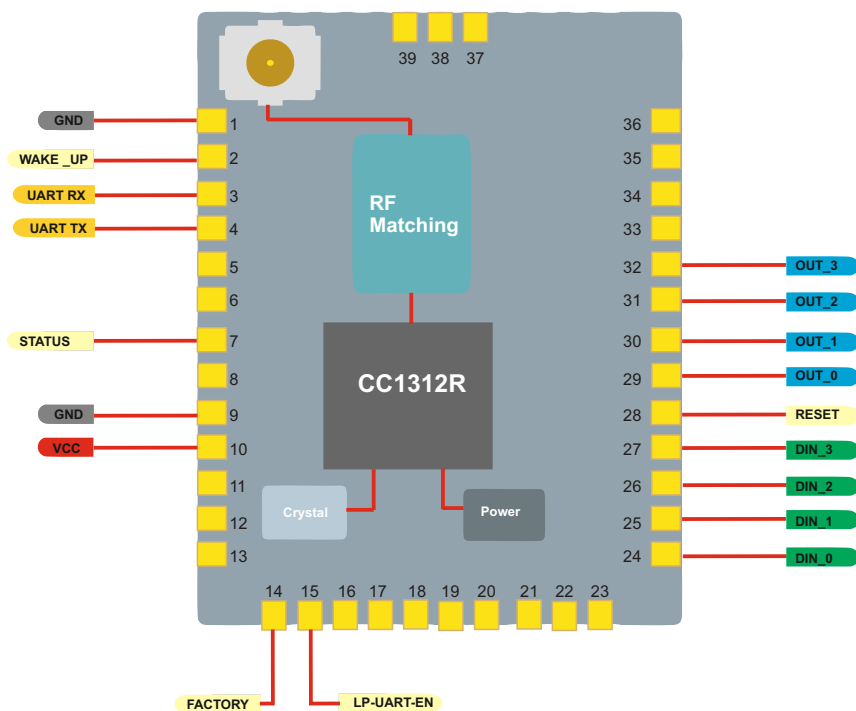 39 38 37
GND 1 36
WAKE _UP 2 35
UART RX 3 34
UART TX 4 33
RF
Matching
5 32 OUT_3
6 31 OUT_2
STATUS 7 30 OUT_1
8 29 OUT_0
CC1312R
GND 9 28 RESET
VCC 10 27 DIN_3
11 26 DIN_2
Crystal Power
12 25 DIN_1
13 24 DIN_0
14 15 16 17 18 19 20 21 22 23
FACTORY LP-UART-EN